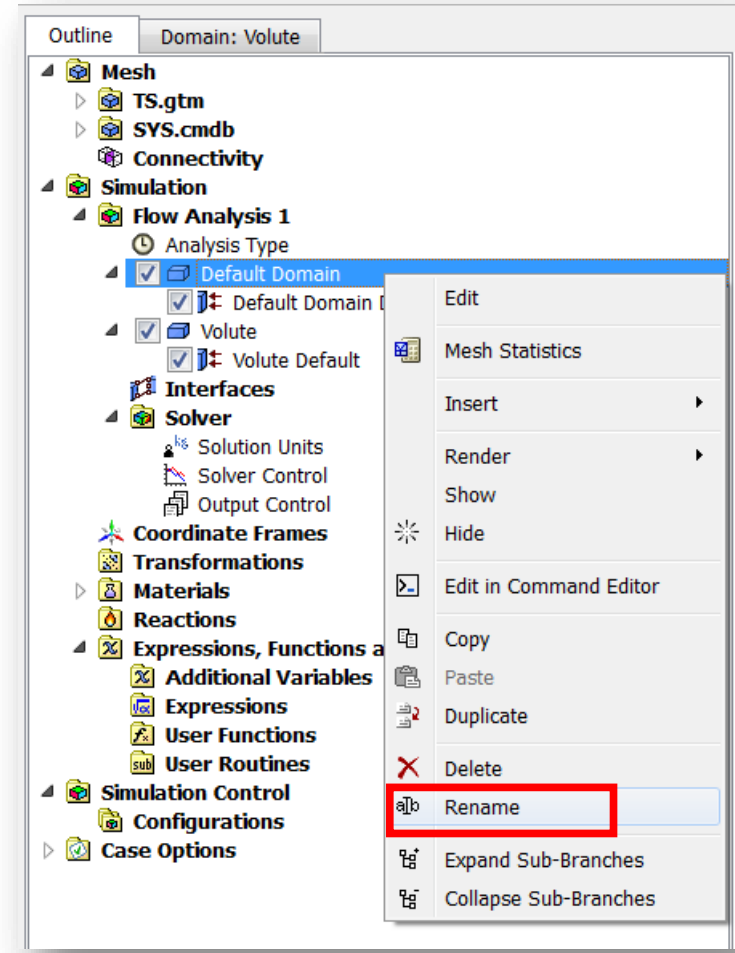 Outline
Domain: Volute
Mesh
TS.gtm
SYS.cmdb
Connectivity
Simulation
Flow Analysis 1
Analysis Type
Default Domain
Default Domain D
Volute
Volute Default
Interfaces
Solver
Solution Units
Solver Control
Output Control
Coordinate Frames
Transformations
Materials
Reactions
Expressions, Functions a
Additional Variables
Expressions
User Functions
User Routines
Simulation Control
Configurations
Case Options
Edit
Mesh Statistics
Insert
Render
Show
Hide
Edit in Command Editor
Copy
Paste
Duplicate
Delete
Rename
Expand Sub-Branches
Collapse Sub-Branches